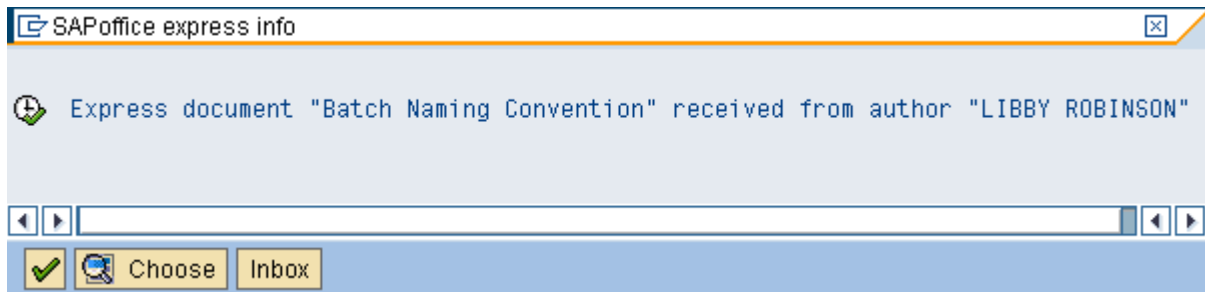 SAPoffice express info
Express document "Batch Naming Convention" received from author "LIBBY ROBINSON"
Choose Inbox